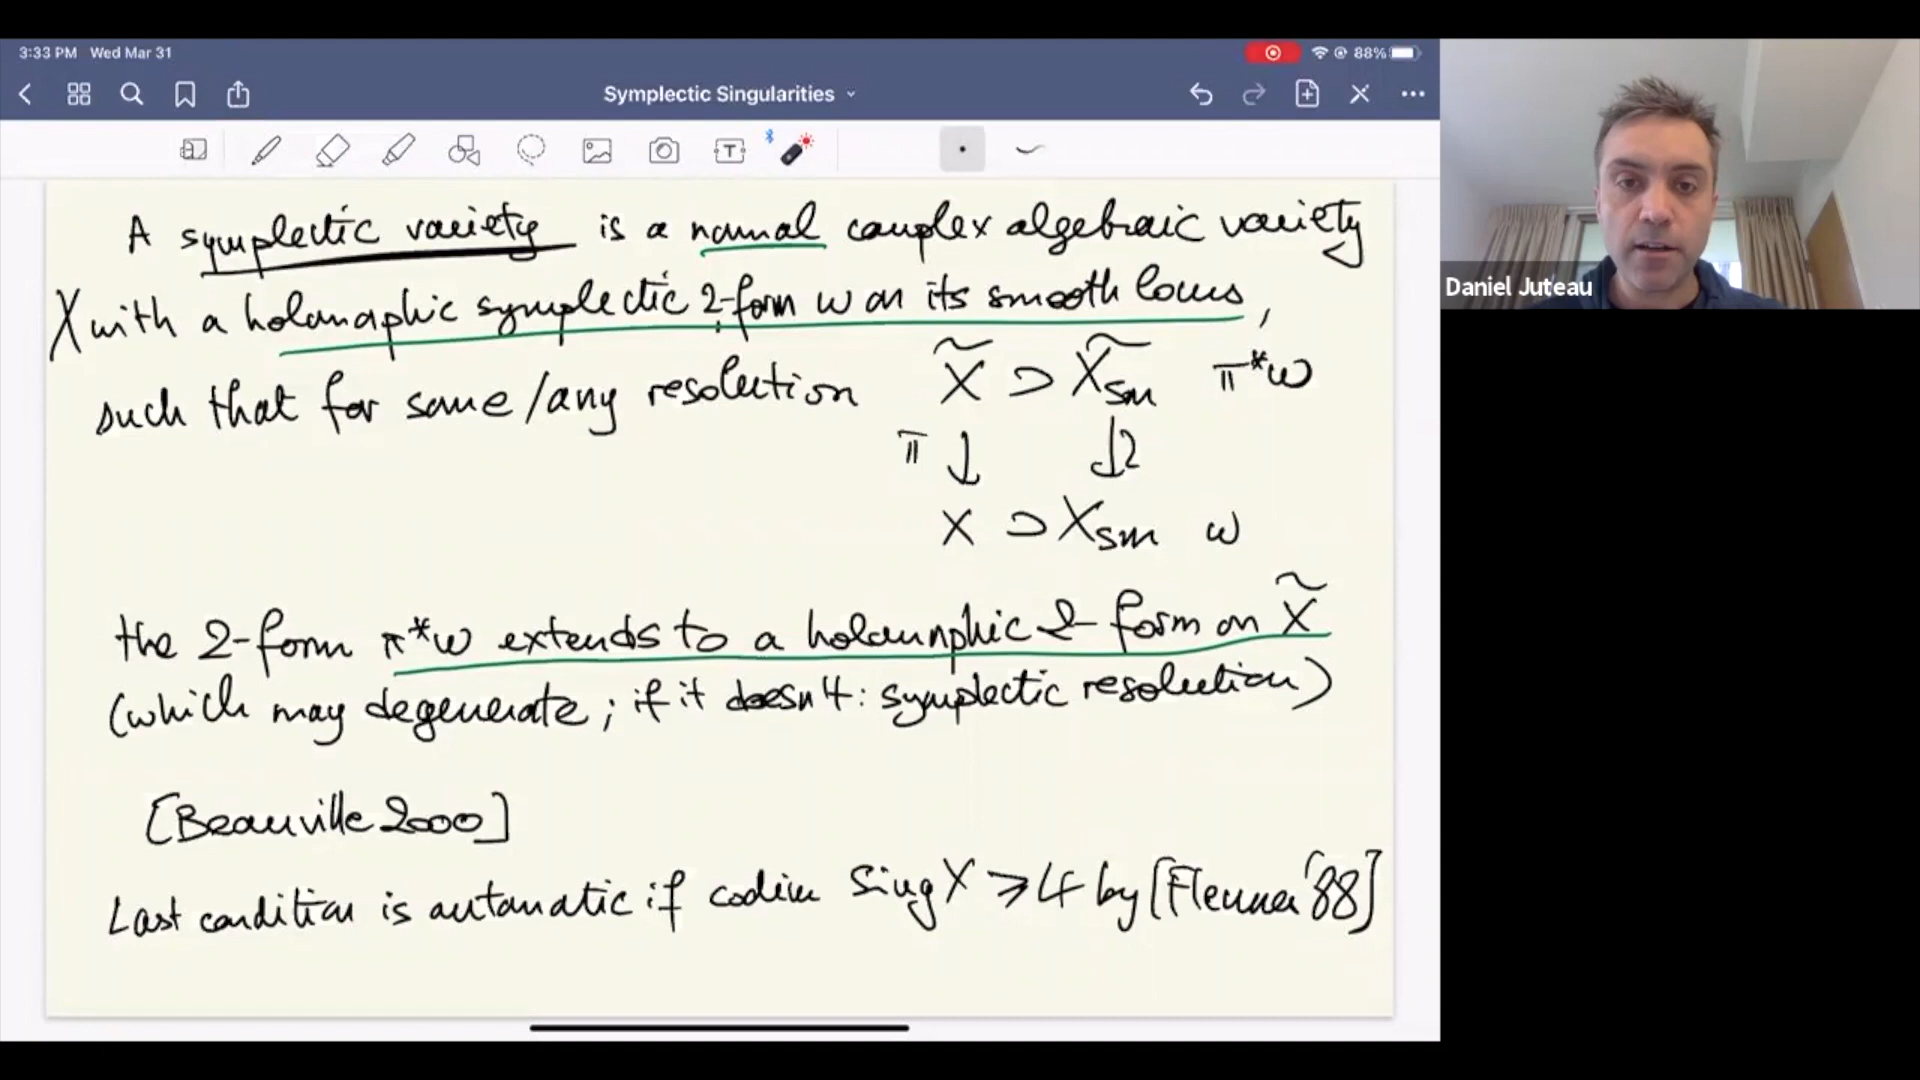 3:33 PM Wed Mar 31
88%
Symplectic Singularities
T
A symplectic variety is a normal complex algebraic variety
X with a holomorphic symplectic 2-form ω on its smooth locus,
such that for some/any resolution X̃ ⊃ X̃sm π*ω
π ↓ ↓≀
X ⊃ Xsm ω
the 2-form π*ω extends to a holomorphic 2-form on X̃
(which may degenerate; if it doesn't: symplectic resolution)
[Beauville 2000]
Last condition is automatic if codim Sing X ⩾ 4 by [Flenner '88]
Daniel Juteau